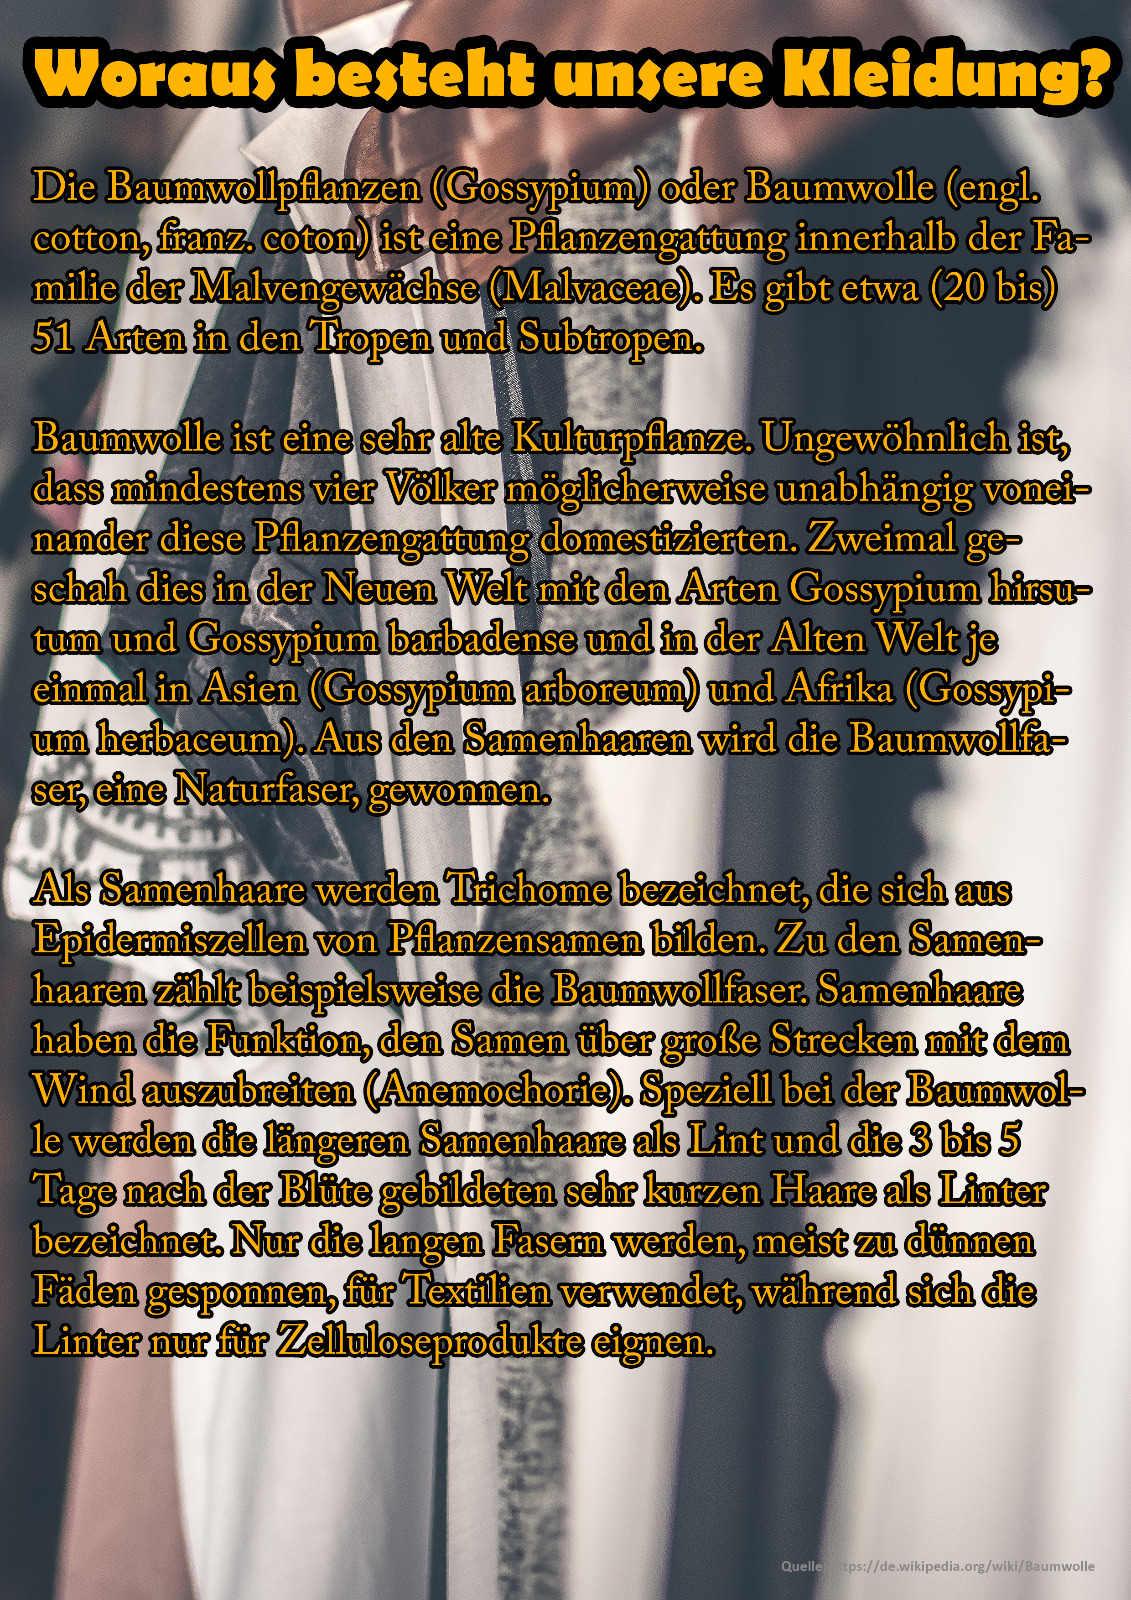 Woraus besteht unsere Kleidung?
Die Baumwollpflanzen (Gossypium) oder Baumwolle (engl.
cotton, franz. coton) ist eine Pflanzengattung innerhalb der Fa-
milie der Malvengewächse (Malvaceae). Es gibt etwa (20 bis)
51 Arten in den Tropen und Subtropen.
Baumwolle ist eine sehr alte Kulturpflanze. Ungewöhnlich ist,
dass mindestens vier Völker möglicherweise unabhängig vonei-
nander diese Pflanzengattung domestizierten. Zweimal ge-
schah dies in der Neuen Welt mit den Arten Gossypium hirsu-
tum und Gossypium barbadense und in der Alten Welt je
einmal in Asien (Gossypium arboreum) und Afrika (Gossypi-
um herbaceum). Aus den Samenhaaren wird die Baumwollfa-
ser, eine Naturfaser, gewonnen.
Als Samenhaare werden Trichome bezeichnet, die sich aus
Epidermiszellen von Pflanzensamen bilden. Zu den Samen-
haaren zählt beispielsweise die Baumwollfaser. Samenhaare
haben die Funktion, den Samen über große Strecken mit dem
Wind auszubreiten (Anemochorie). Speziell bei der Baumwol-
le werden die längeren Samenhaare als Lint und die 3 bis 5
Tage nach der Blüte gebildeten sehr kurzen Haare als Linter
bezeichnet. Nur die langen Fasern werden, meist zu dünnen
Fäden gesponnen, für Textilien verwendet, während sich die
Linter nur für Zelluloseprodukte eignen.
Quelle: https://de.wikipedia.org/wiki/Baumwolle